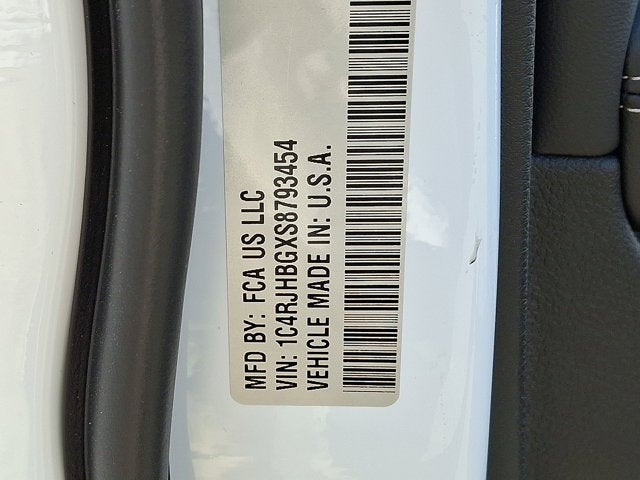 MFD BY: FCA US LLC
VIN: 1C4RJHBGXS8793454
VEHICLE MADE IN: U.S.A.